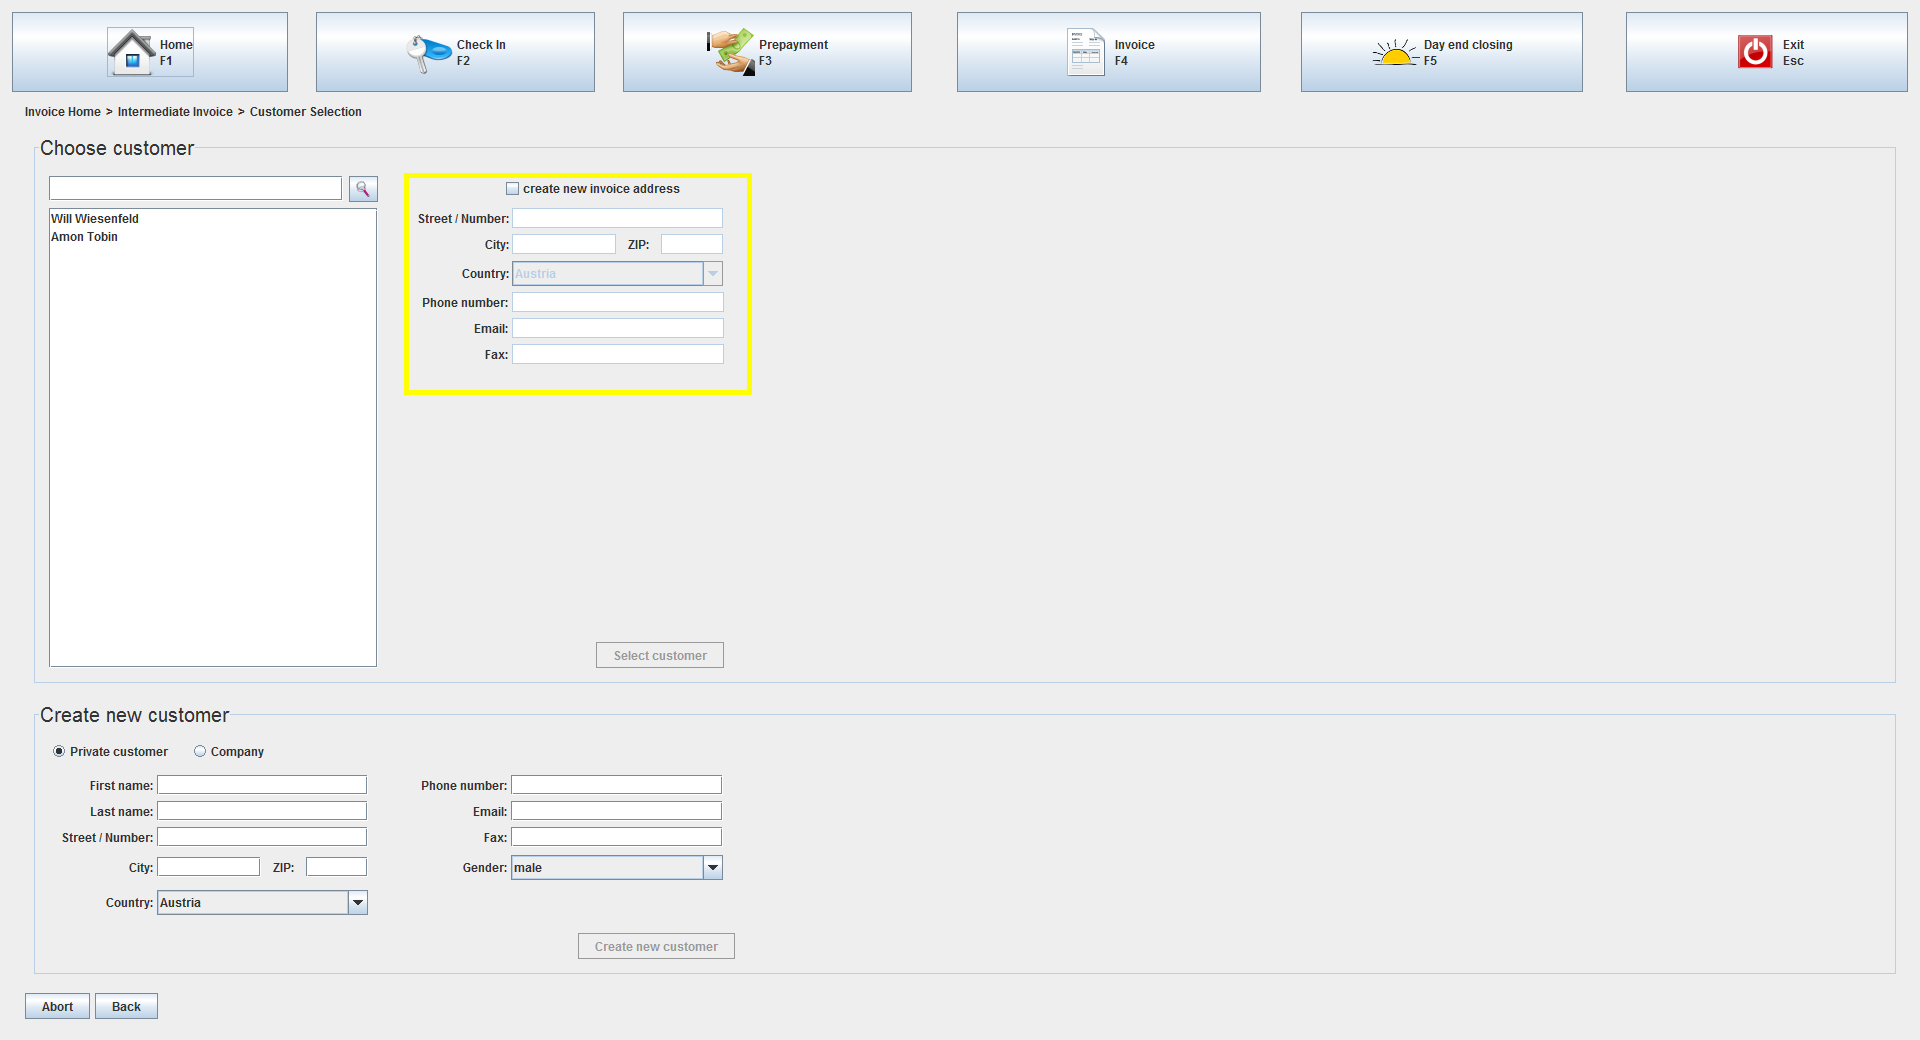 Home
F1
Check In
F2
Prepayment
F3
Invoice
F4
Day end closing
F5
Exit
Esc
Invoice Home > Intermediate Invoice > Customer Selection
Choose customer
Will Wiesenfeld
Amon Tobin
create new invoice address
Street / Number:
City:
ZIP:
Country: Austria
Phone number:
Email:
Fax:
Select customer
Create new customer
Private customer
Company
First name:
Last name:
Street / Number:
City:
ZIP:
Country: Austria
Phone number:
Email:
Fax:
Gender: male
Create new customer
Abort
Back